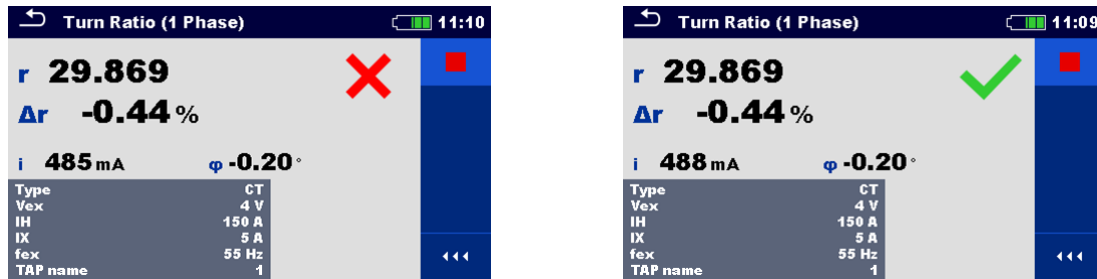 Turn Ratio (1 Phase) 11:10
r 29.869
Δr -0.44 %
i 485 mA φ -0.20 °
Type CT
Vex 4 V
IH 150 A
IX 5 A
fex 55 Hz
TAP name 1
Turn Ratio (1 Phase) 11:09
r 29.869
Δr -0.44 %
i 488 mA φ -0.20 °
Type CT
Vex 4 V
IH 150 A
IX 5 A
fex 55 Hz
TAP name 1